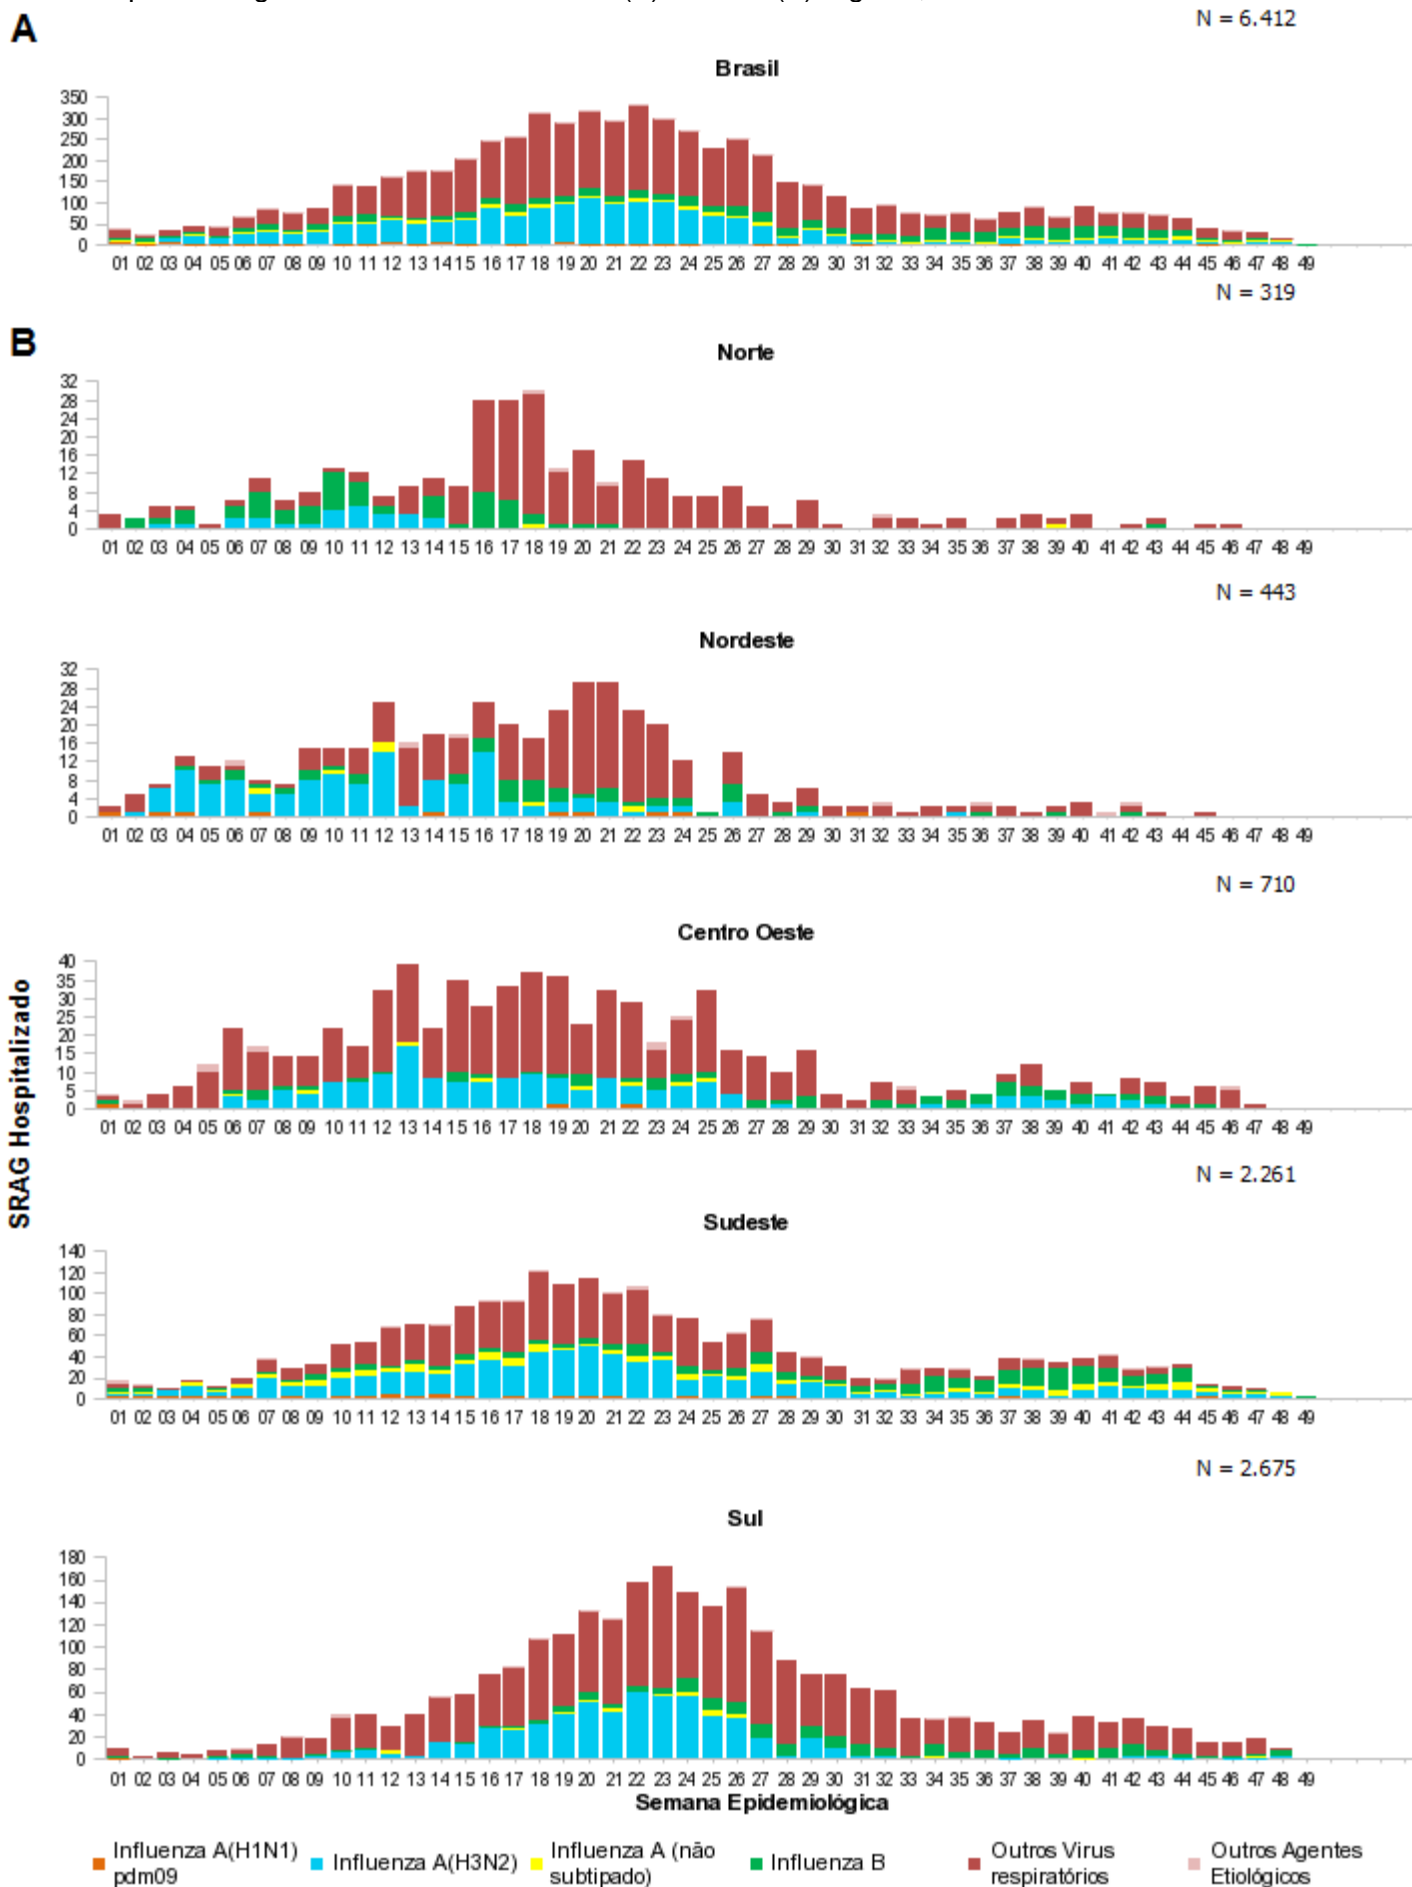 A
N = 6.412
Brasil
350
300
250
200
150
100
50
0
01 02 03 04 05 06 07 08 09 10 11 12 13 14 15 16 17 18 19 20 21 22 23 24 25 26 27 28 29 30 31 32 33 34 35 36 37 38 39 40 41 42 43 44 45 46 47 48 49
N = 319
B
Norte
32
28
24
20
16
12
8
4
0
01 02 03 04 05 06 07 08 09 10 11 12 13 14 15 16 17 18 19 20 21 22 23 24 25 26 27 28 29 30 31 32 33 34 35 36 37 38 39 40 41 42 43 44 45 46 47 48 49
N = 443
Nordeste
32
28
24
20
16
12
8
4
0
01 02 03 04 05 06 07 08 09 10 11 12 13 14 15 16 17 18 19 20 21 22 23 24 25 26 27 28 29 30 31 32 33 34 35 36 37 38 39 40 41 42 43 44 45 46 47 48 49
N = 710
Centro Oeste
40
35
30
25
20
15
10
5
0
01 02 03 04 05 06 07 08 09 10 11 12 13 14 15 16 17 18 19 20 21 22 23 24 25 26 27 28 29 30 31 32 33 34 35 36 37 38 39 40 41 42 43 44 45 46 47 48 49
SRAG Hospitalizado
N = 2.261
Sudeste
140
120
100
80
60
40
20
0
01 02 03 04 05 06 07 08 09 10 11 12 13 14 15 16 17 18 19 20 21 22 23 24 25 26 27 28 29 30 31 32 33 34 35 36 37 38 39 40 41 42 43 44 45 46 47 48 49
N = 2.675
Sul
180
160
140
120
100
80
60
40
20
0
01 02 03 04 05 06 07 08 09 10 11 12 13 14 15 16 17 18 19 20 21 22 23 24 25 26 27 28 29 30 31 32 33 34 35 36 37 38 39 40 41 42 43 44 45 46 47 48 49
Semana Epidemiológica
Influenza A(H1N1)
pdm09
Influenza A(H3N2)
Influenza A (não
subtipado)
Influenza B
Outros Virus
respiratórios
Outros Agentes
Etiológicos